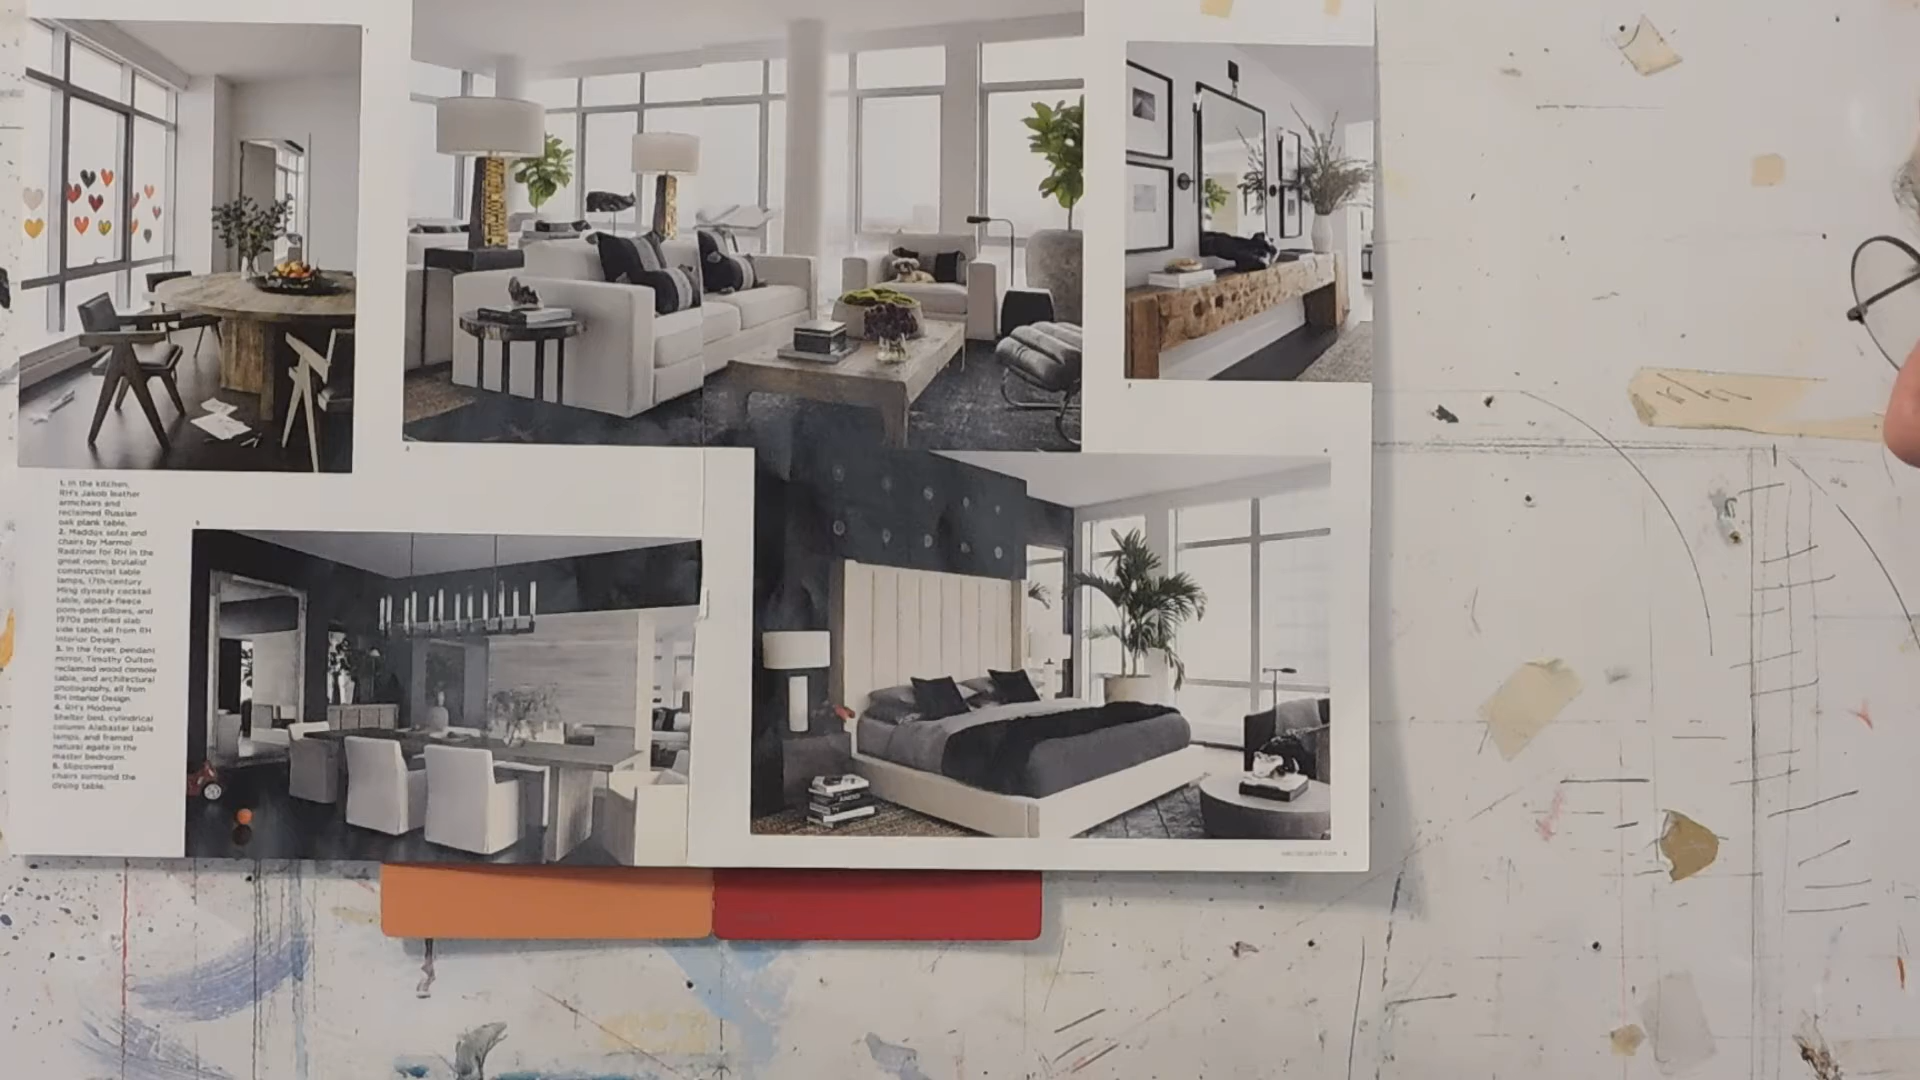 1. In the kitchen,
RH's Jakob leather
armchairs and
reclaimed Russian
oak plank table.
2. Maddox sofas and
chairs by Marmol
Radziner for RH in the
great room; brutalist
constructivist table
lamps, 17th-century
Ming dynasty cocktail
table, alpaca-fleece
pom-pom pillows, and
1970s petrified slab
side table, all from RH
Interior Design.
3. In the foyer, pendant
mirror, Timothy Oulton
reclaimed wood console
table, and architectural
photography, all from
RH Interior Design.
4. RH's Modena
Shelter bed, cylindrical
column Alabaster table
lamps, and framed
natural agate in the
master bedroom.
5. Slipcovered
chairs surround the
dining table.